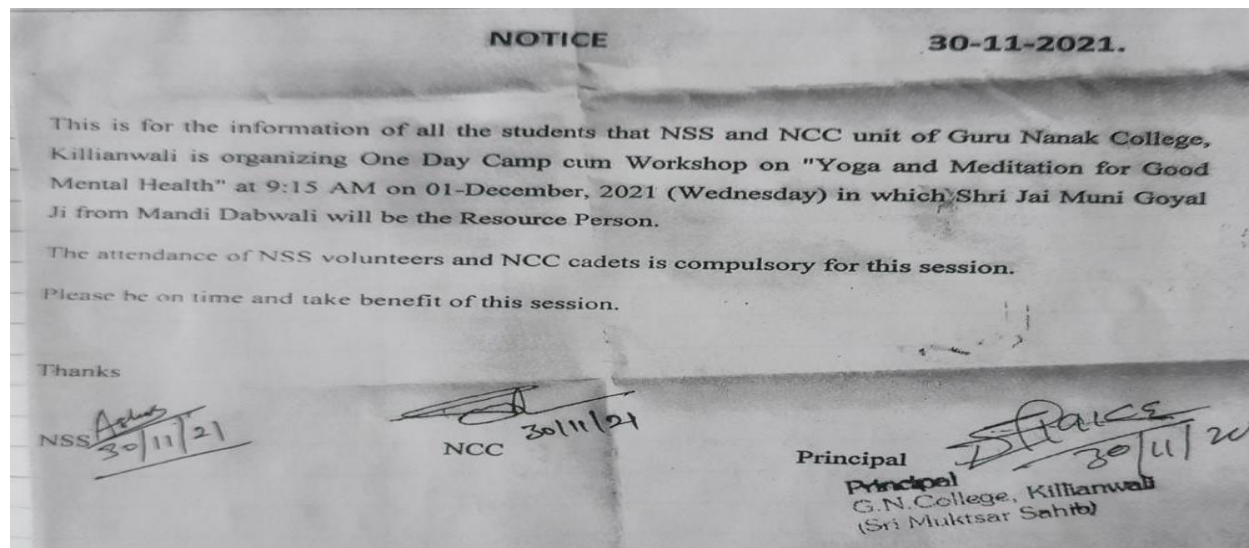 NOTICE 30-11-2021.
This is for the information of all the students that NSS and NCC unit of Guru Nanak College,
Killianwali is organizing One Day Camp cum Workshop on "Yoga and Meditation for Good
Mental Health" at 9:15 AM on 01-December, 2021 (Wednesday) in which Shri Jai Muni Goyal
Ji from Mandi Dabwali will be the Resource Person.
The attendance of NSS volunteers and NCC cadets is compulsory for this session.
Please be on time and take benefit of this session.
Thanks
NSS 30/11/21
NCC 30/11/21
Principal 30/11/
Principal
G.N.College, Killianwali
(Sri Muktsar Sahib)